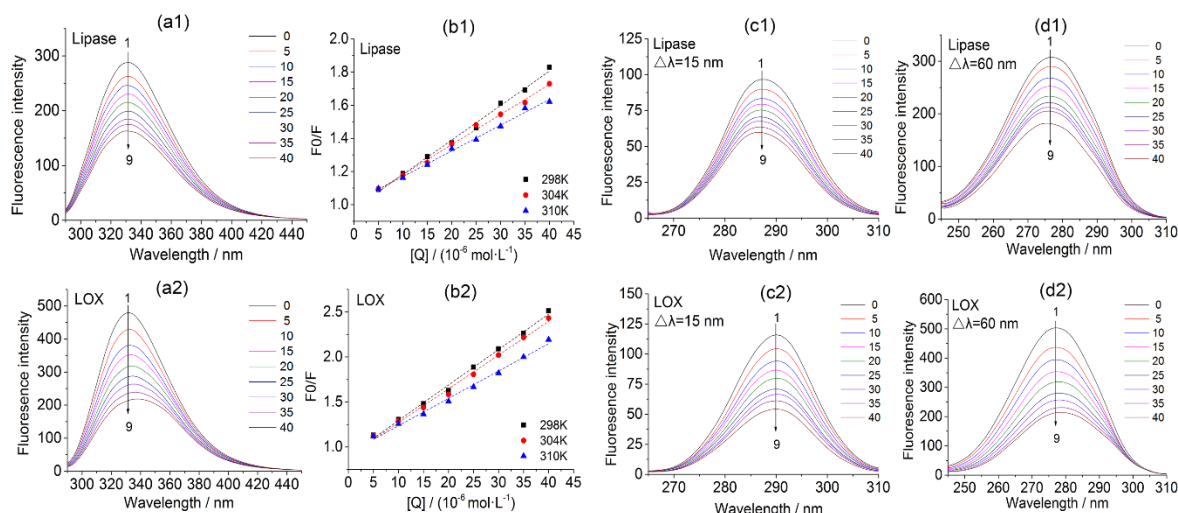 (a1)
Lipase
1
9
0
5
10
15
20
25
30
35
40
300
200
100
0
300 320 340 360 380 400 420 440
Wavelength / nm
Fluorescence intensity
(b1)
Lipase
2.0
1.8
1.6
1.4
1.2
1.0
F0/F
298K
304K
310K
0 5 10 15 20 25 30 35 40 45
[Q] / (10⁻⁶ mol·L⁻¹)
(c1)
Lipase
△λ=15 nm
1
9
0
5
10
15
20
25
30
35
40
125
100
75
50
25
0
270 280 290 300 310
Wavelength / nm
Fluorescence intensity
(d1)
Lipase
△λ=60 nm
1
9
0
5
10
15
20
25
30
35
40
400
300
200
100
0
250 260 270 280 290 300 310
Wavelength / nm
Fluorescence intensity
(a2)
LOX
1
9
0
5
10
15
20
25
30
35
40
500
400
300
200
100
0
300 320 340 360 380 400 420 440
Wavelength / nm
Fluorescence intensity
(b2)
LOX
2.5
2.0
1.5
1.0
0.5
F0/F
298K
304K
310K
0 5 10 15 20 25 30 35 40 45
[Q] / (10⁻⁶ mol·L⁻¹)
(c2)
LOX
△λ=15 nm
1
9
0
5
10
15
20
25
30
35
40
150
125
100
75
50
25
0
270 280 290 300 310
Wavelength / nm
Fluoresence intensity
(d2)
LOX
△λ=60 nm
1
9
0
5
10
15
20
25
30
35
40
600
500
400
300
200
100
0
250 260 270 280 290 300 310
Wavelength / nm
Fluoresence intensity